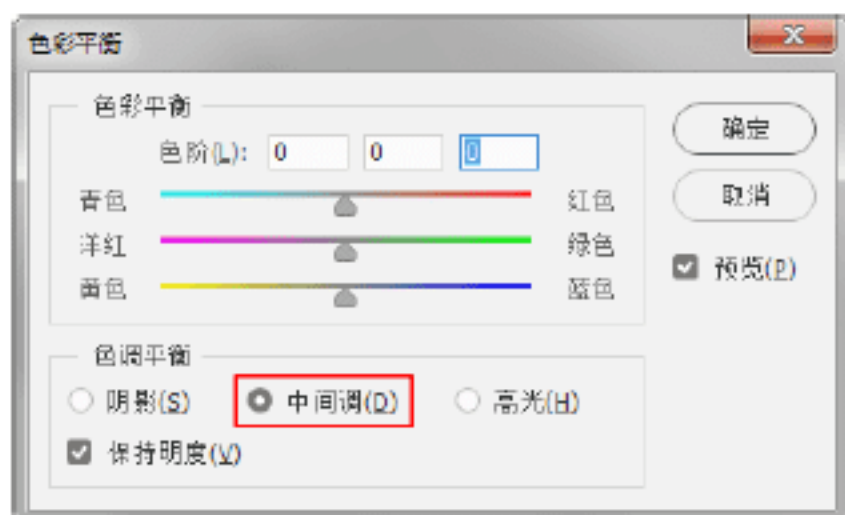 色彩平衡
色彩平衡
色阶(L): 0 0 0
青色 红色
洋红 绿色
黄色 蓝色
确定
取消
预览(P)
色调平衡
阴影(S) 中间调(D) 高光(H)
保持明度(V)